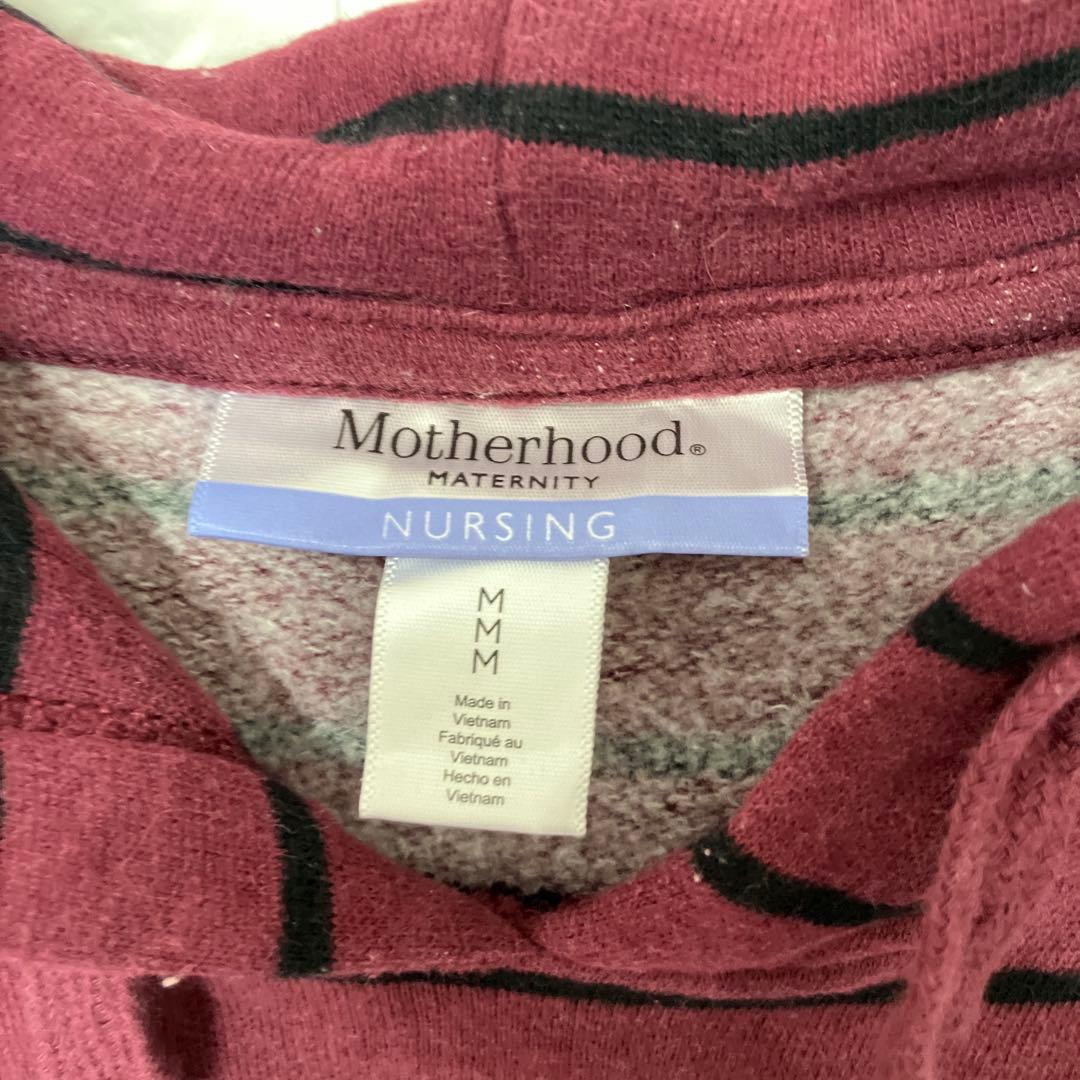 Motherhood®
MATERNITY
NURSING
M
M
M
Made in
Vietnam
Fabriqué au
Vietnam
Hecho en
Vietnam